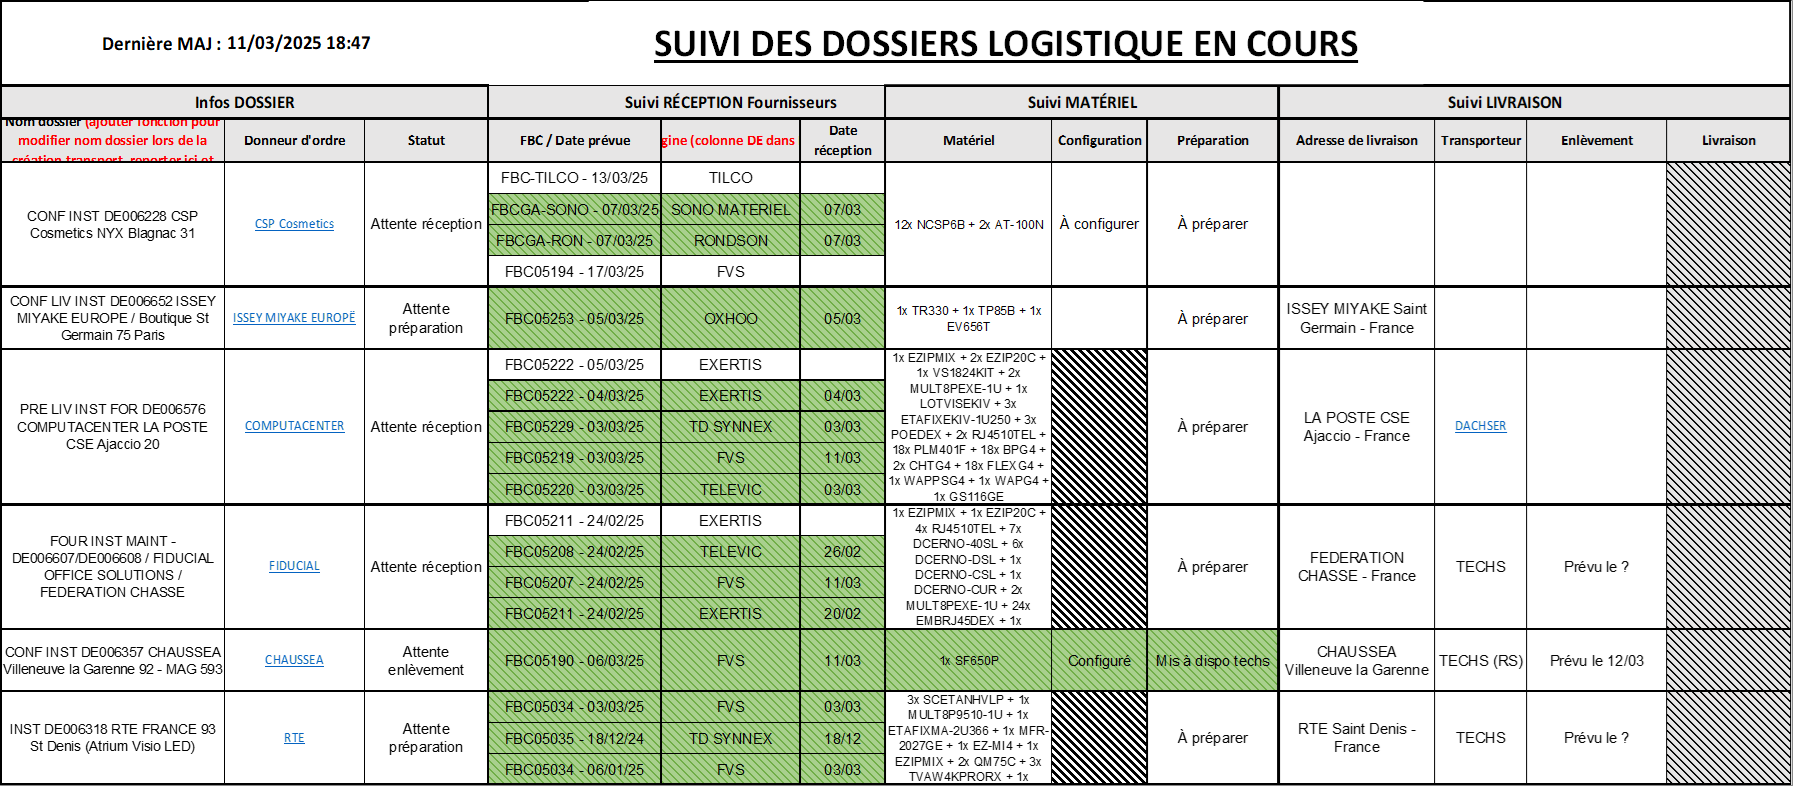 Dernière MAJ : 11/03/2025 18:47
SUIVI DES DOSSIERS LOGISTIQUE EN COURS
Infos DOSSIER
Suivi RÉCEPTION Fournisseurs
Suivi MATÉRIEL
Suivi LIVRAISON
Nom dossier (ajouter fonction pour
modifier nom dossier lors de la
création transport, reporter ici et
Donneur d'ordre
Statut
FBC / Date prévue
gine (colonne DE dans
Date
réception
Matériel
Configuration
Préparation
Adresse de livraison
Transporteur
Enlèvement
Livraison
CONF INST DE006228 CSP
Cosmetics NYX Blagnac 31
CSP Cosmetics
Attente réception
FBC-TILCO - 13/03/25
TILCO
FBCGA-SONO - 07/03/25
SONO MATERIEL
07/03
FBCGA-RON - 07/03/25
RONDSON
07/03
FBC05194 - 17/03/25
FVS
12x NCSP6B + 2x AT-100N
À configurer
À préparer
CONF LIV INST DE006652 ISSEY
MIYAKE EUROPE / Boutique St
Germain 75 Paris
ISSEY MIYAKE EUROPË
Attente
préparation
FBC05253 - 05/03/25
OXHOO
05/03
1x TR330 + 1x TP85B + 1x
EV656T
À préparer
ISSEY MIYAKE Saint
Germain - France
PRE LIV INST FOR DE006576
COMPUTACENTER LA POSTE
CSE Ajaccio 20
COMPUTACENTER
Attente réception
FBC05222 - 05/03/25
EXERTIS
FBC05222 - 04/03/25
EXERTIS
04/03
FBC05229 - 03/03/25
TD SYNNEX
03/03
FBC05219 - 03/03/25
FVS
11/03
FBC05220 - 03/03/25
TELEVIC
03/03
1x EZIPMIX + 2x EZIP20C +
1x VS1824KIT + 2x
MULT8PEXE-1U + 1x
LOTVISEKIV + 3x
ETAFIXEKIV-1U250 + 3x
POEDEX + 2x RJ4510TEL +
18x PLM401F + 18x BPG4 +
2x CHTG4 + 18x FLEXG4 +
1x WAPPSG4 + 1x WAPG4 +
1x GS116GE
À préparer
LA POSTE CSE
Ajaccio - France
DACHSER
FOUR INST MAINT -
DE006607/DE006608 / FIDUCIAL
OFFICE SOLUTIONS /
FEDERATION CHASSE
FIDUCIAL
Attente réception
FBC05211 - 24/02/25
EXERTIS
FBC05208 - 24/02/25
TELEVIC
26/02
FBC05207 - 24/02/25
FVS
11/03
FBC05211 - 24/02/25
EXERTIS
20/02
1x EZIPMIX + 1x EZIP20C +
4x RJ4510TEL + 7x
DCERNO-40SL + 6x
DCERNO-DSL + 1x
DCERNO-CSL + 1x
DCERNO-CUR + 2x
MULT8PEXE-1U + 24x
EMBRJ45DEX + 1x
À préparer
FEDERATION
CHASSE - France
TECHS
Prévu le ?
CONF INST DE006357 CHAUSSEA
Villeneuve la Garenne 92 - MAG 593
CHAUSSEA
Attente
enlèvement
FBC05190 - 06/03/25
FVS
11/03
1x SF650P
Configuré
Mis à dispo techs
CHAUSSEA
Villeneuve la Garenne
TECHS (RS)
Prévu le 12/03
INST DE006318 RTE FRANCE 93
St Denis (Atrium Visio LED)
RTE
Attente
préparation
FBC05034 - 03/03/25
FVS
03/03
FBC05035 - 18/12/24
TD SYNNEX
18/12
FBC05034 - 06/01/25
FVS
03/03
3x SCETANHVLP + 1x
MULT8P9510-1U + 1x
ETAFIXMA-2U366 + 1x MFR-
2027GE + 1x EZ-MI4 + 1x
EZIPMIX + 2x QM75C + 3x
TVAW4KPRORX + 1x
À préparer
RTE Saint Denis -
France
TECHS
Prévu le ?